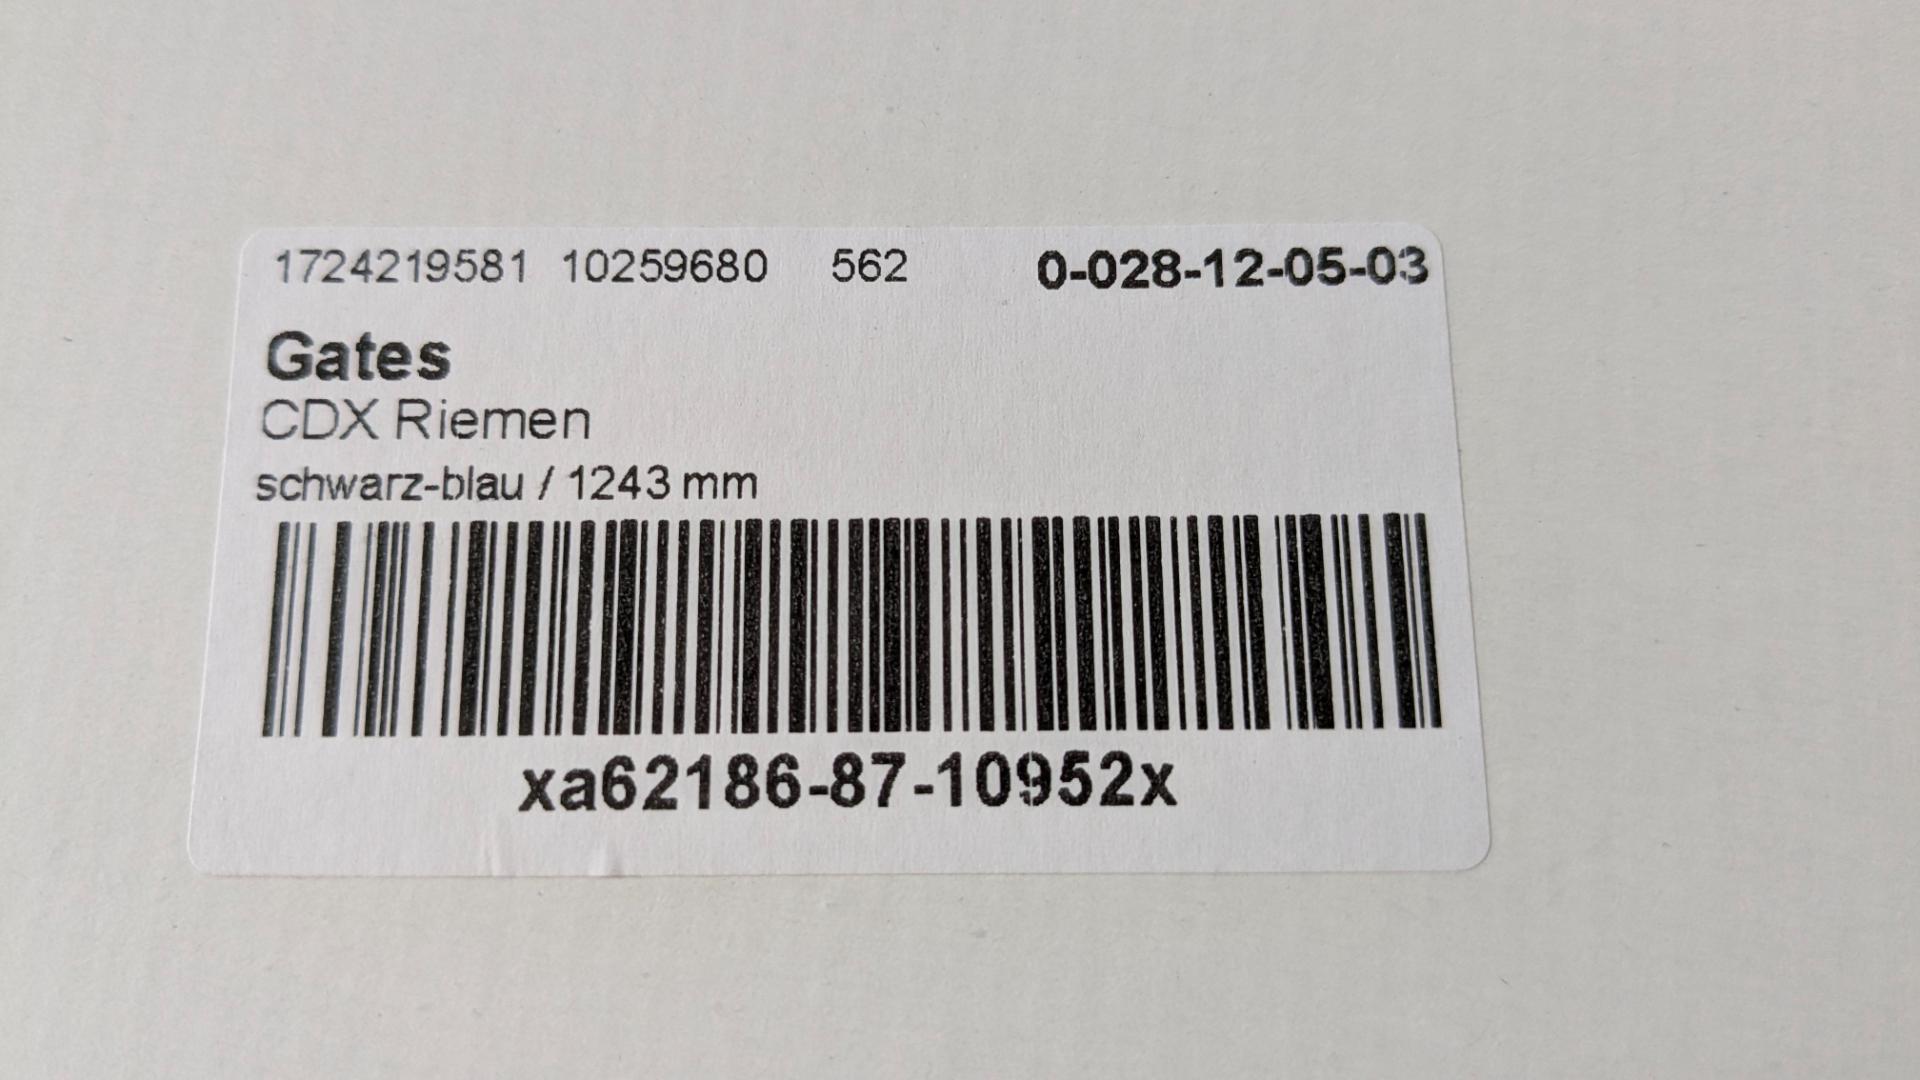 1724219581 10259680 562 0-028-12-05-03
Gates
CDX Riemen
schwarz-blau / 1243 mm
xa62186-87-10952x